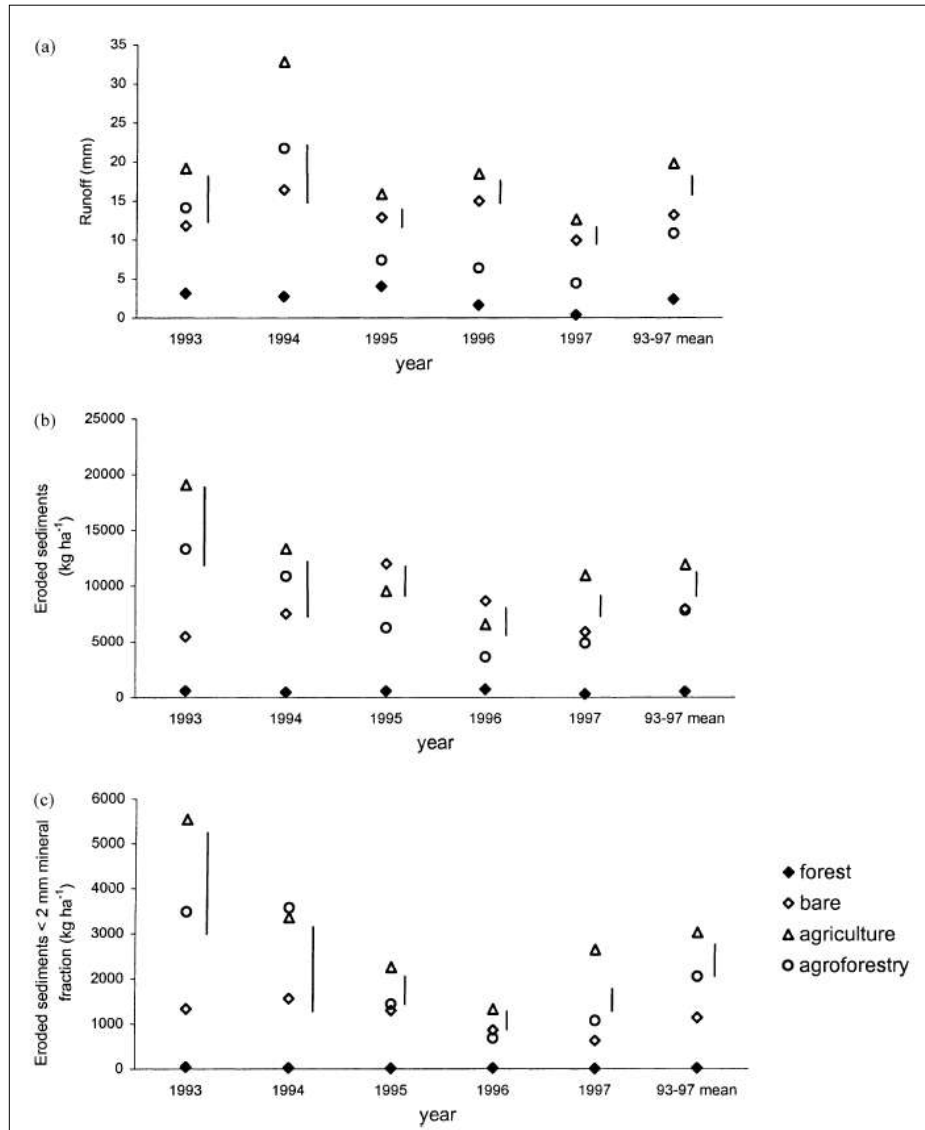 (a)
35
30
25
20
15
10
5
0
Runoff (mm)
1993 1994 1995 1996 1997 93-97 mean
year
(b)
25000
20000
15000
10000
5000
0
Eroded sediments
(kg ha⁻¹)
1993 1994 1995 1996 1997 93-97 mean
year
(c)
6000
5000
4000
3000
2000
1000
0
Eroded sediments < 2 mm mineral
fraction (kg ha⁻¹)
1993 1994 1995 1996 1997 93-97 mean
year
forest
bare
agriculture
agroforestry